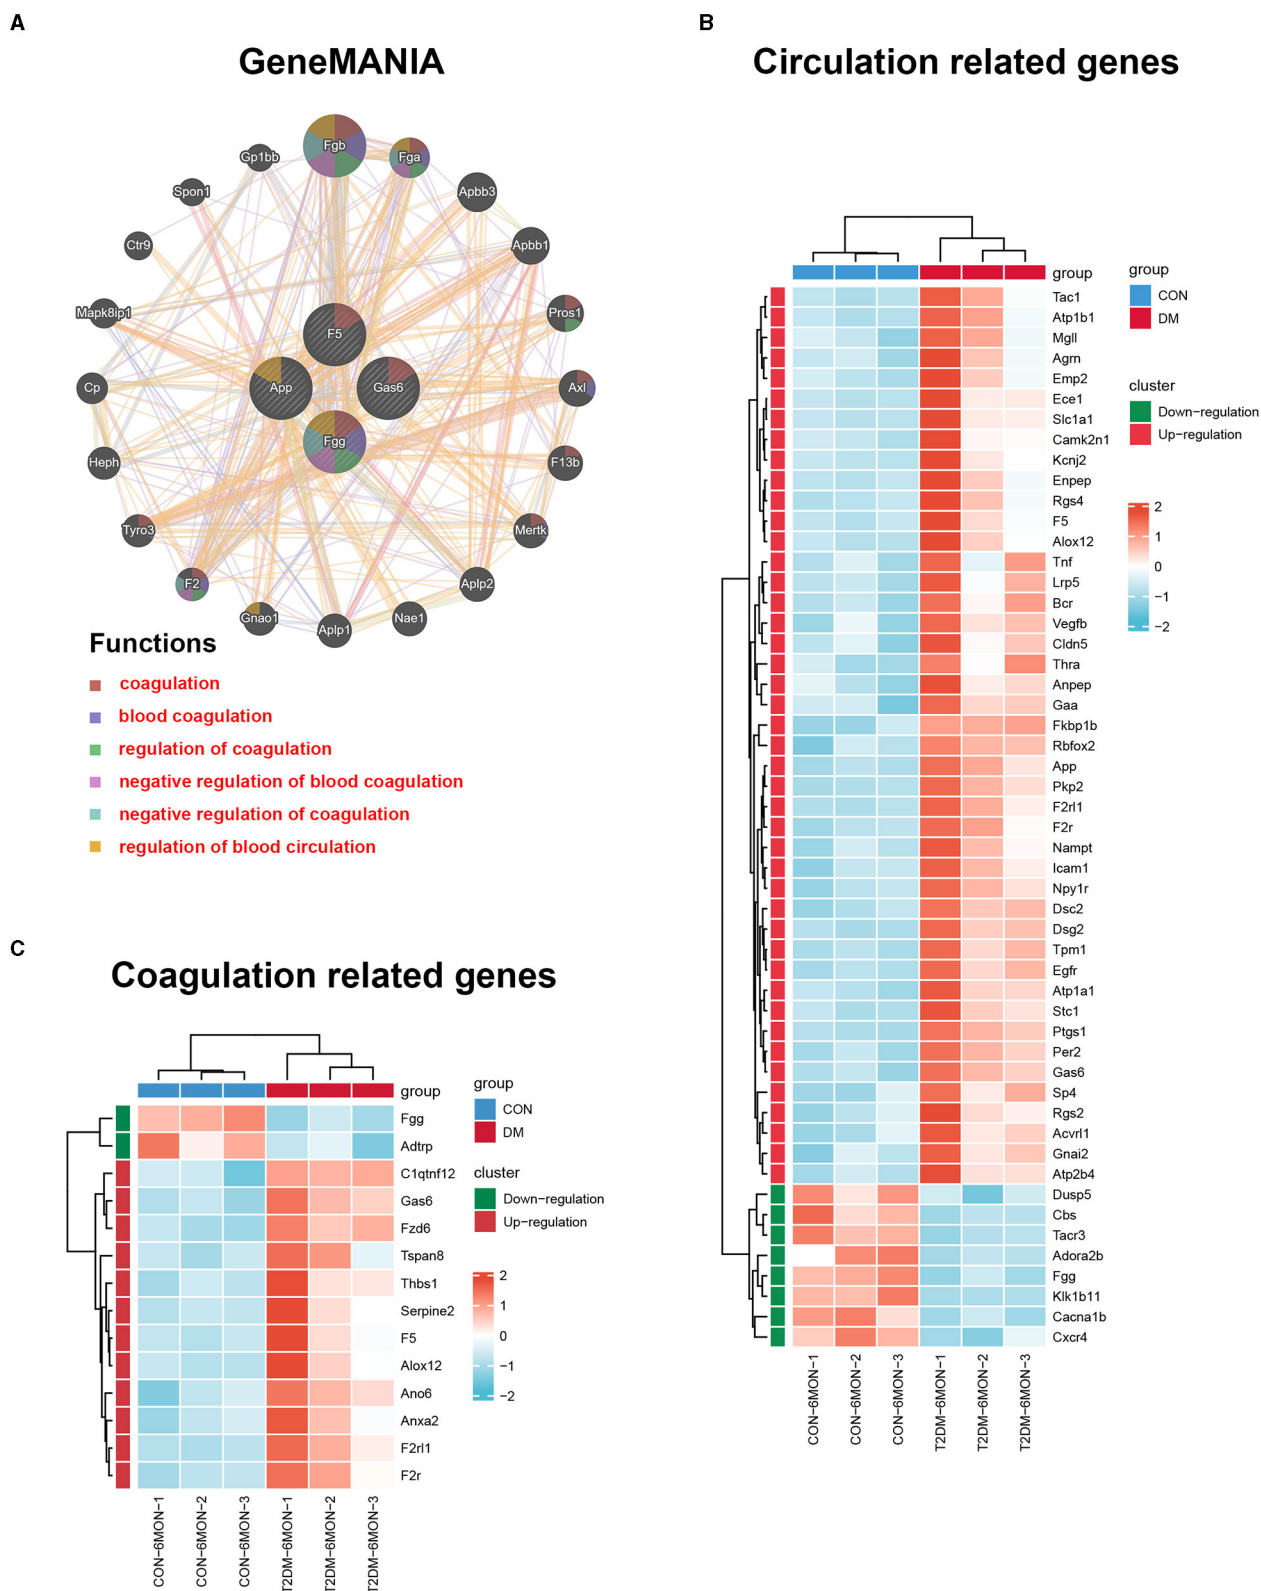 A
GeneMANIA
Fgb
Fga
Gp1bb
Apbb3
Spon1
Apbb1
Ctr9
Pros1
Mapk8ip1
F5
Axl
Cp
App
Gas6
F13b
Heph
Fgg
Mertk
Tyro3
Aplp2
F2
Nae1
Gnao1
Aplp1
Functions
coagulation
blood coagulation
regulation of coagulation
negative regulation of blood coagulation
negative regulation of coagulation
regulation of blood circulation
B
Circulation related genes
group
Tac1
Atp1b1
Mgll
Agrn
Emp2
Ece1
Slc1a1
Camk2n1
Kcnj2
Enpep
Rgs4
F5
Alox12
Tnf
Lrp5
Bcr
Vegfb
Cldn5
Thra
Anpep
Gaa
Fkbp1b
Rbfox2
App
Pkp2
F2rl1
F2r
Nampt
Icam1
Npy1r
Dsc2
Dsg2
Tpm1
Egfr
Atp1a1
Stc1
Ptgs1
Per2
Gas6
Sp4
Rgs2
Acvrl1
Gnai2
Atp2b4
Dusp5
Cbs
Tacr3
Adora2b
Fgg
Klk1b11
Cacna1b
Cxcr4
CON-6MON-1
CON-6MON-2
CON-6MON-3
T2DM-6MON-1
T2DM-6MON-2
T2DM-6MON-3
group
CON
DM
cluster
Down-regulation
Up-regulation
2
1
0
-1
-2
C
Coagulation related genes
group
Fgg
Adtrp
C1qtnf12
Gas6
Fzd6
Tspan8
Thbs1
Serpine2
F5
Alox12
Ano6
Anxa2
F2rl1
F2r
CON-6MON-1
CON-6MON-2
CON-6MON-3
T2DM-6MON-1
T2DM-6MON-2
T2DM-6MON-3
group
CON
DM
cluster
Down-regulation
Up-regulation
2
1
0
-1
-2